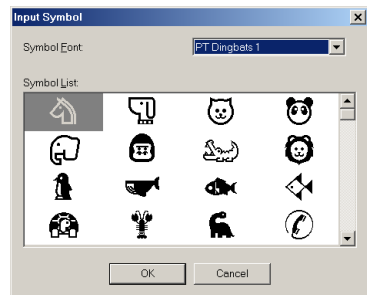 Input Symbol
Symbol Font:
PT Dingbats 1
Symbol List:
OK
Cancel